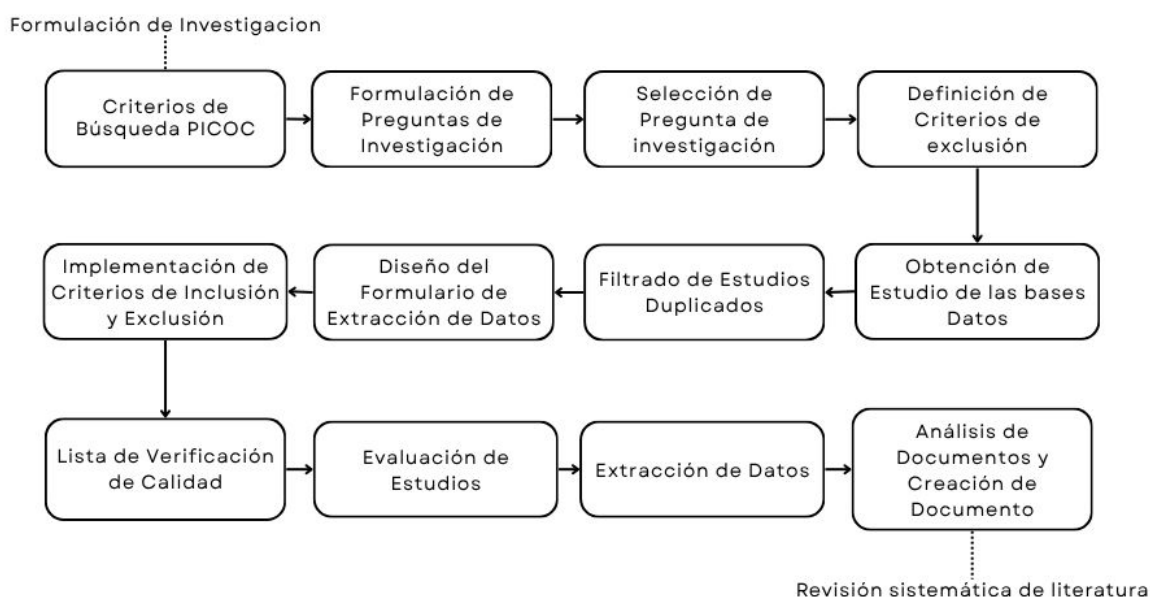 Formulación de Investigacion
Criterios de
Búsqueda PICOC
Formulación de
Preguntas de
Investigación
Selección de
Pregunta de
investigación
Definición de
Criterios de
exclusión
Obtención de
Estudio de las bases
Datos
Filtrado de Estudios
Duplicados
Diseño del
Formulario de
Extracción de Datos
Implementación de
Criterios de Inclusión
y Exclusión
Lista de Verificación
de Calidad
Evaluación de
Estudios
Extracción de Datos
Análisis de
Documentos y
Creación de
Documento
Revisión sistemática de literatura